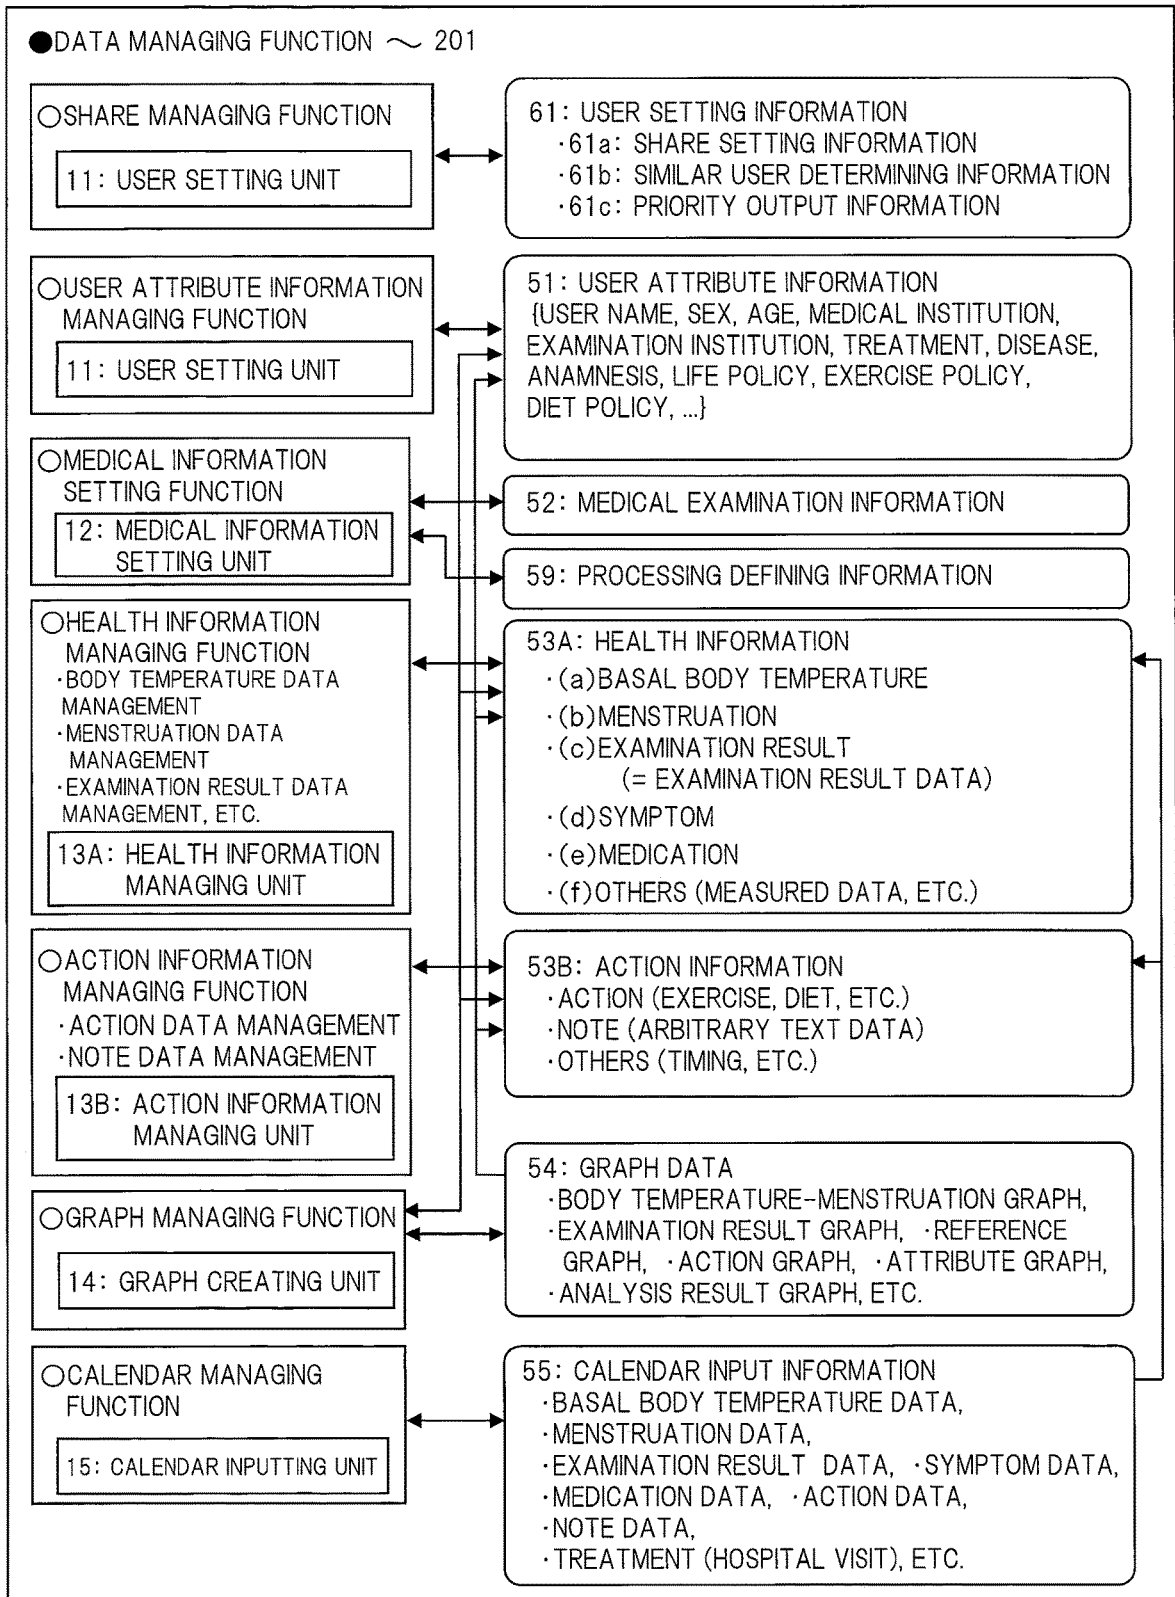 ●DATA MANAGING FUNCTION ～ 201
○SHARE MANAGING FUNCTION
11: USER SETTING UNIT
61: USER SETTING INFORMATION
·61a: SHARE SETTING INFORMATION
·61b: SIMILAR USER DETERMINING INFORMATION
·61c: PRIORITY OUTPUT INFORMATION
○USER ATTRIBUTE INFORMATION
MANAGING FUNCTION
11: USER SETTING UNIT
51: USER ATTRIBUTE INFORMATION
{USER NAME, SEX, AGE, MEDICAL INSTITUTION,
EXAMINATION INSTITUTION, TREATMENT, DISEASE,
ANAMNESIS, LIFE POLICY, EXERCISE POLICY,
DIET POLICY, ...}
○MEDICAL INFORMATION
SETTING FUNCTION
12: MEDICAL INFORMATION
SETTING UNIT
52: MEDICAL EXAMINATION INFORMATION
59: PROCESSING DEFINING INFORMATION
○HEALTH INFORMATION
MANAGING FUNCTION
·BODY TEMPERATURE DATA
MANAGEMENT
·MENSTRUATION DATA
MANAGEMENT
·EXAMINATION RESULT DATA
MANAGEMENT, ETC.
13A: HEALTH INFORMATION
MANAGING UNIT
53A: HEALTH INFORMATION
·(a)BASAL BODY TEMPERATURE
·(b)MENSTRUATION
·(c)EXAMINATION RESULT
(= EXAMINATION RESULT DATA)
·(d)SYMPTOM
·(e)MEDICATION
·(f)OTHERS (MEASURED DATA, ETC.)
○ACTION INFORMATION
MANAGING FUNCTION
·ACTION DATA MANAGEMENT
·NOTE DATA MANAGEMENT
13B: ACTION INFORMATION
MANAGING UNIT
53B: ACTION INFORMATION
·ACTION (EXERCISE, DIET, ETC.)
·NOTE (ARBITRARY TEXT DATA)
·OTHERS (TIMING, ETC.)
○GRAPH MANAGING FUNCTION
14: GRAPH CREATING UNIT
54: GRAPH DATA
·BODY TEMPERATURE-MENSTRUATION GRAPH,
·EXAMINATION RESULT GRAPH, ·REFERENCE
GRAPH, ·ACTION GRAPH, ·ATTRIBUTE GRAPH,
·ANALYSIS RESULT GRAPH, ETC.
○CALENDAR MANAGING
FUNCTION
15: CALENDAR INPUTTING UNIT
55: CALENDAR INPUT INFORMATION
·BASAL BODY TEMPERATURE DATA,
·MENSTRUATION DATA,
·EXAMINATION RESULT DATA, ·SYMPTOM DATA,
·MEDICATION DATA, ·ACTION DATA,
·NOTE DATA,
·TREATMENT (HOSPITAL VISIT), ETC.